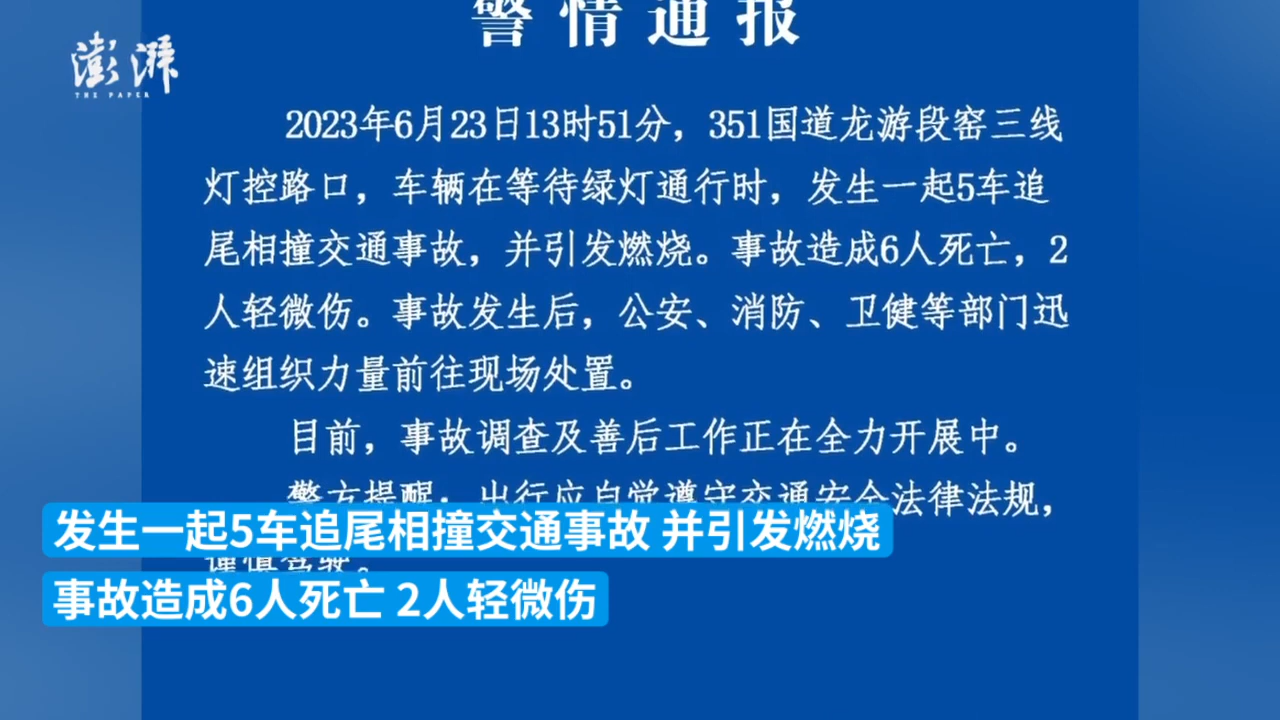 警情通报
澎湃
THE PAPER
2023年6月23日13时51分，351国道龙游段窑三线
灯控路口，车辆在等待绿灯通行时，发生一起5车追
尾相撞交通事故，并引发燃烧。事故造成6人死亡，2
人轻微伤。事故发生后，公安、消防、卫健等部门迅
速组织力量前往现场处置。
目前，事故调查及善后工作正在全力开展中。
警方提醒：出行应自觉遵守交通安全法律法规，
谨慎驾驶。
发生一起5车追尾相撞交通事故 并引发燃烧
事故造成6人死亡 2人轻微伤